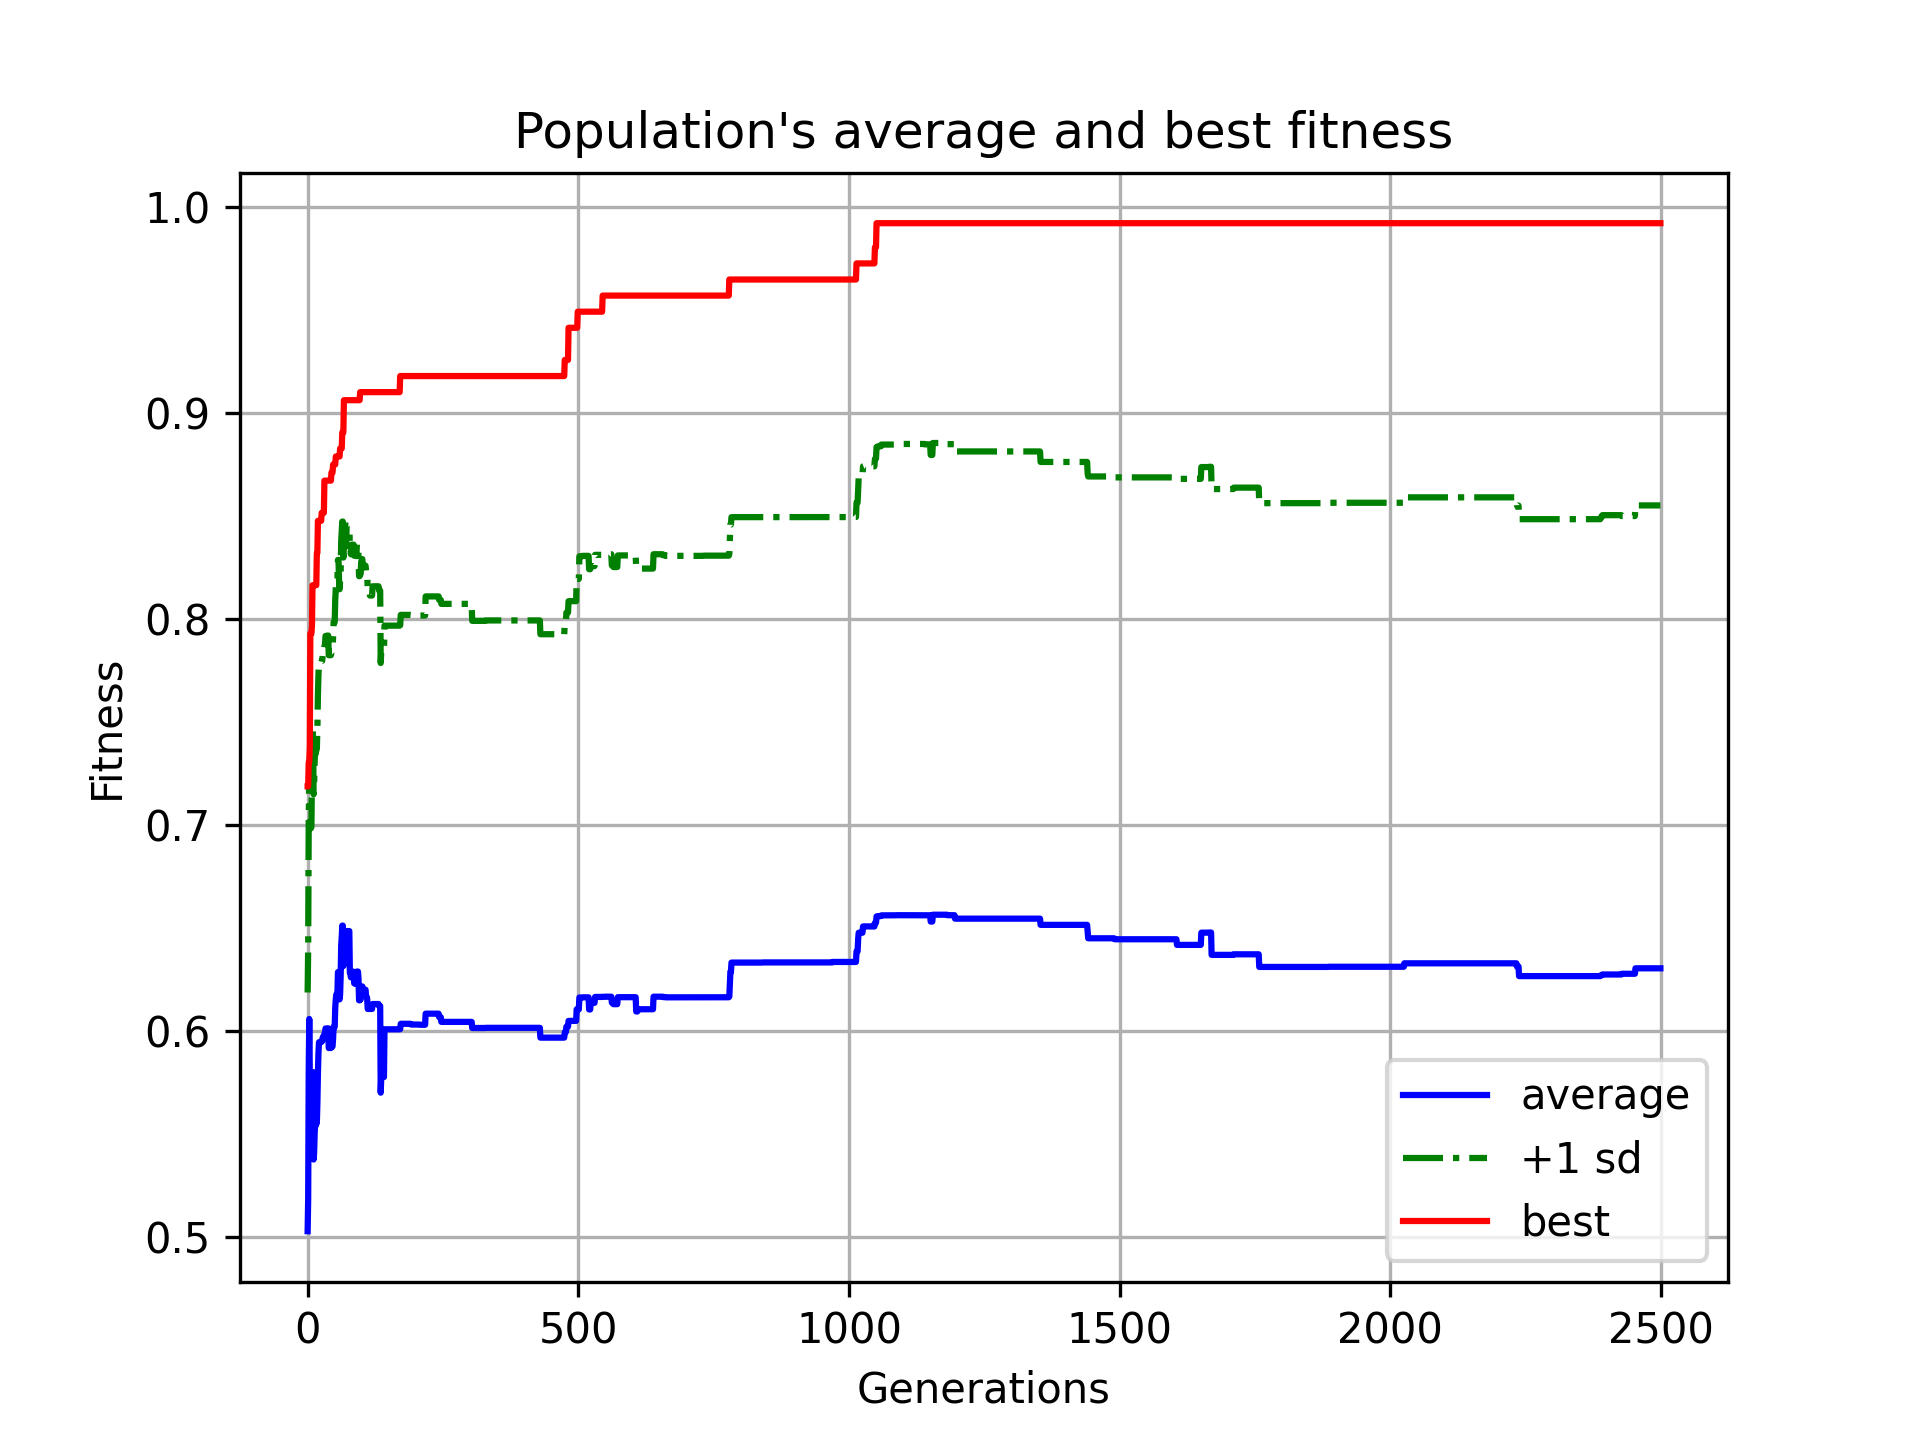 Population's average and best fitness
1.0
0.9
0.8
0.7
0.6
0.5
Fitness
0 500 1000 1500 2000 2500
Generations
average
+1 sd
best